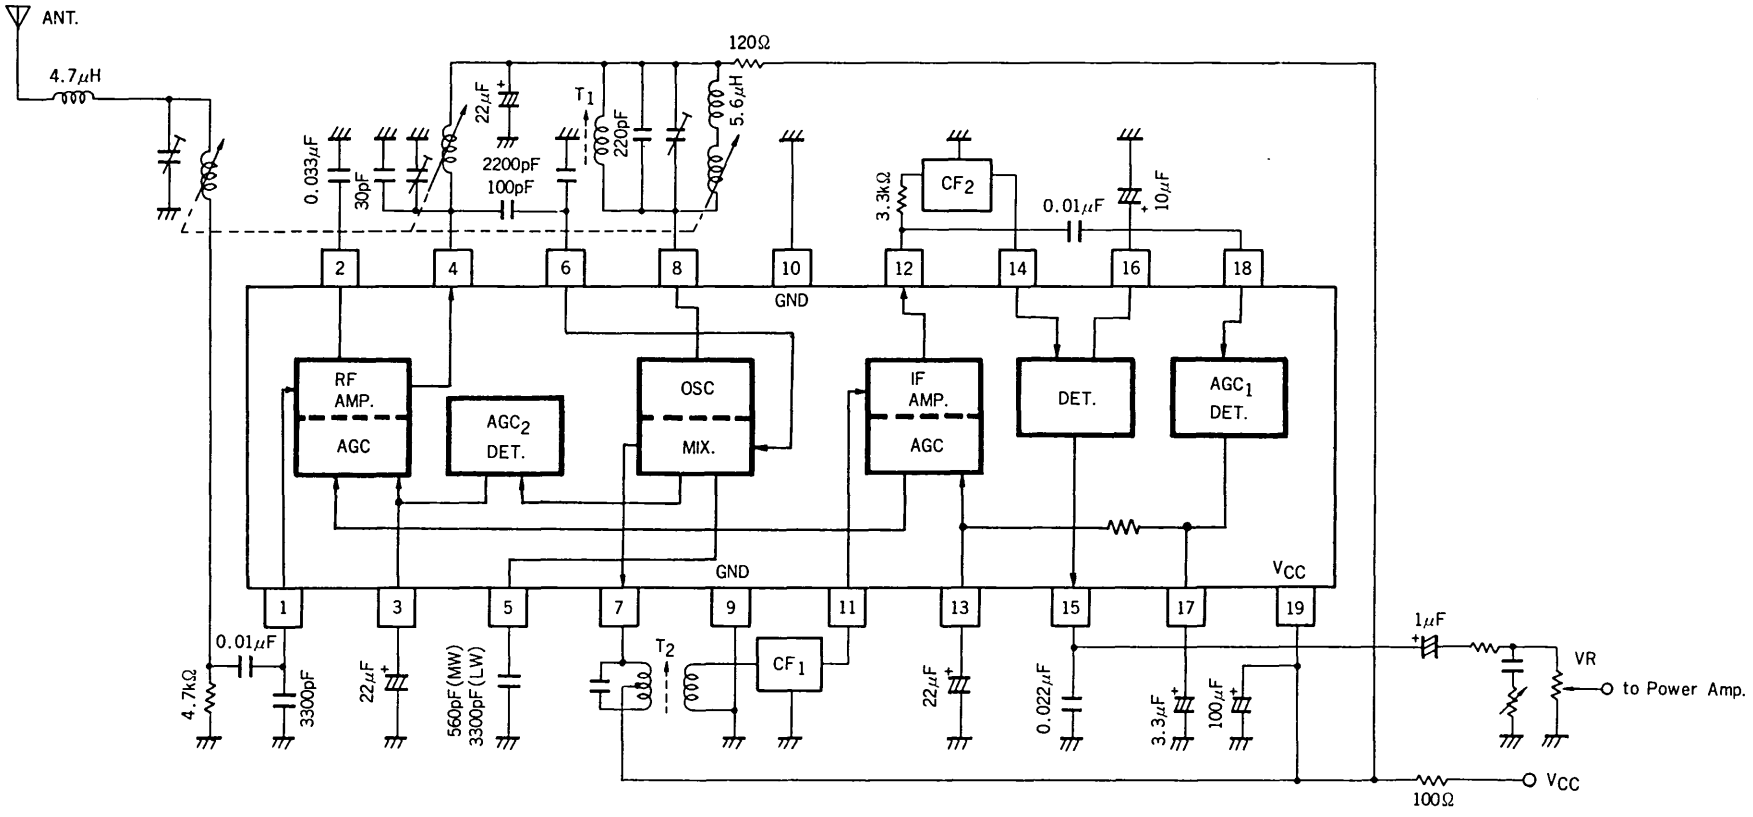 ANT.
4.7μH
120Ω
22μF +
T1
220pF
5.6μH
0.033μF
30pF
2200pF
100pF
3.3kΩ
CF2
0.01μF
10μF
+
2
4
6
8
10
12
14
16
18
GND
RF
AMP.
AGC
AGC2
DET.
OSC
MIX.
IF
AMP.
AGC
DET.
AGC1
DET.
GND
VCC
1
3
5
7
9
11
13
15
17
19
0.01μF
4.7kΩ
3300pF
22μF +
560pF (MW)
3300pF (LW)
T2
CF1
22μF +
0.022μF
3.3μF +
100μF +
1μF
+
VR
to Power Amp.
100Ω
VCC